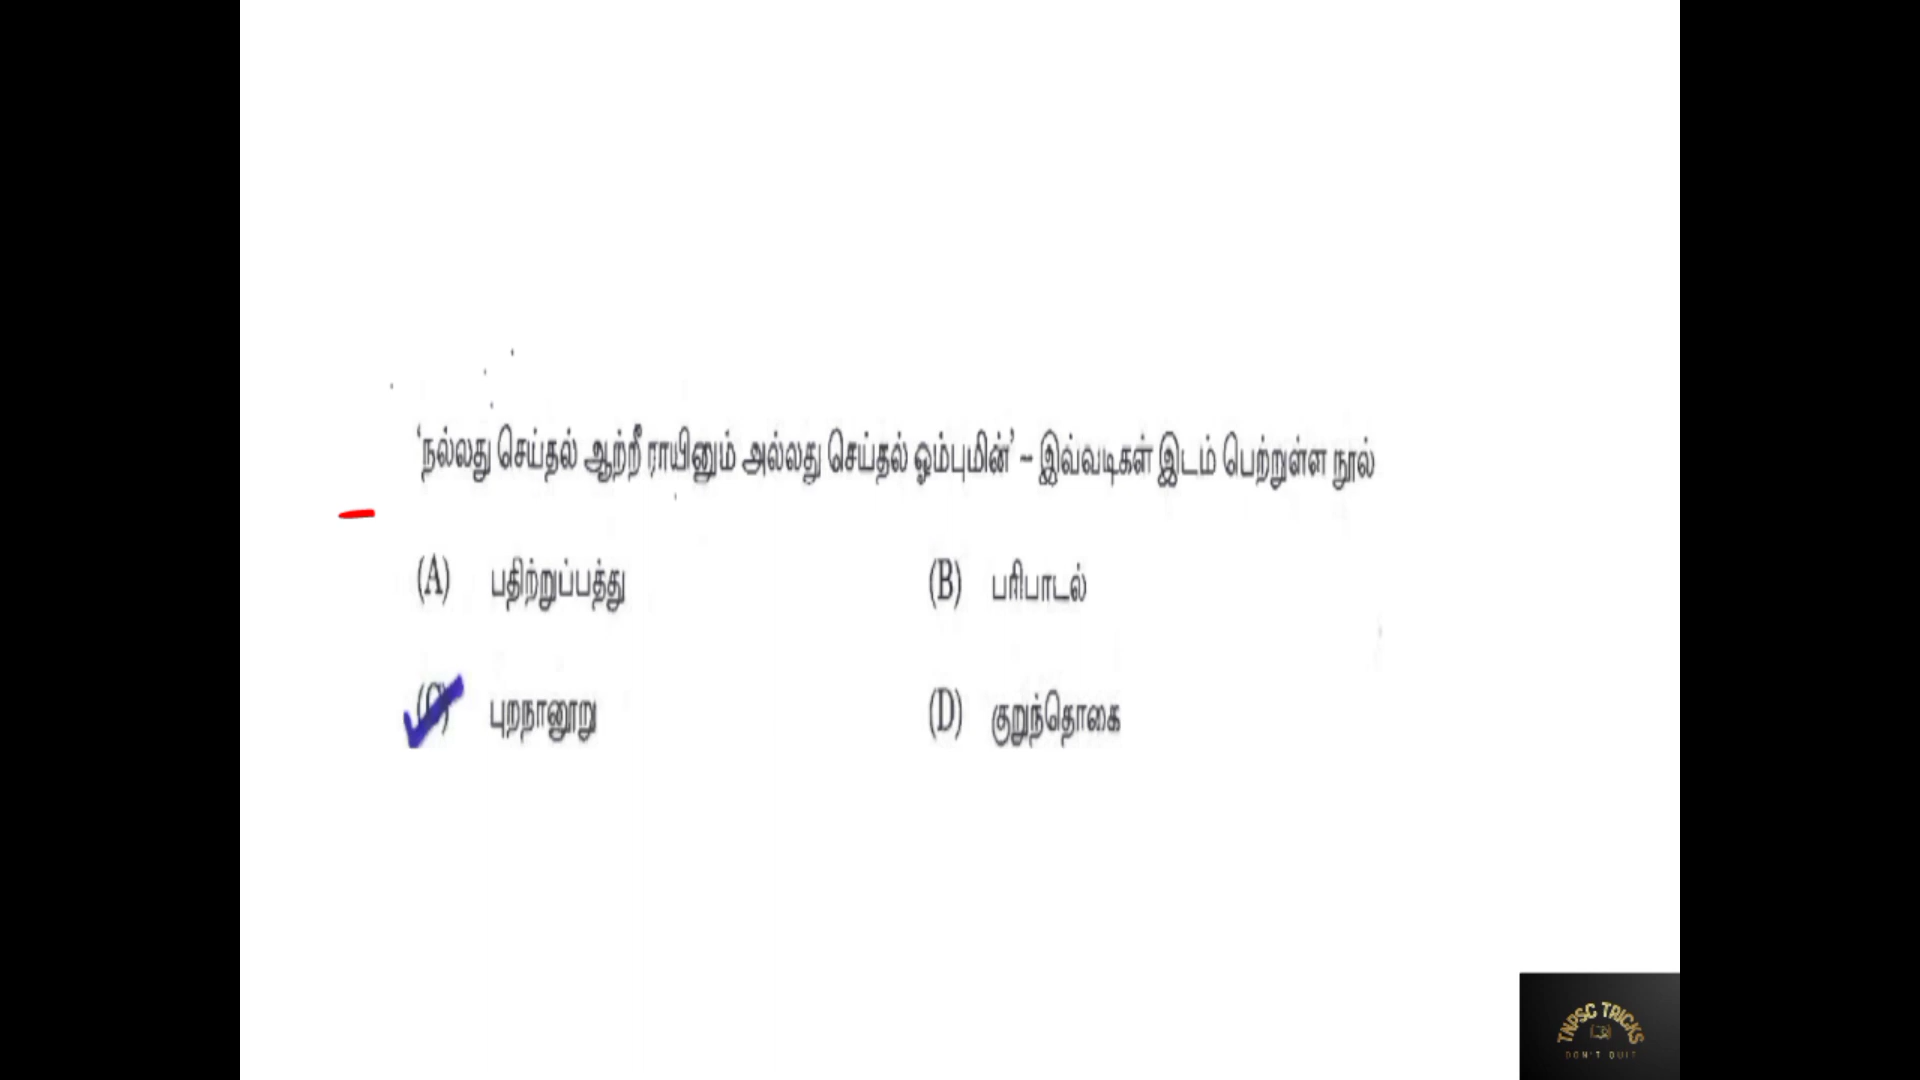 ‘நல்லது செய்தல் ஆற்றீ ராயினும் அல்லது செய்தல் ஓம்புமின்’ – இவ்வடிகள் இடம் பெற்றுள்ள நூல்
(A) பதிற்றுப்பத்து (B) பரிபாடல்
(C) புறநானூறு (D) குறுந்தொகை
TNPSC TRICKS
DON'T QUIT